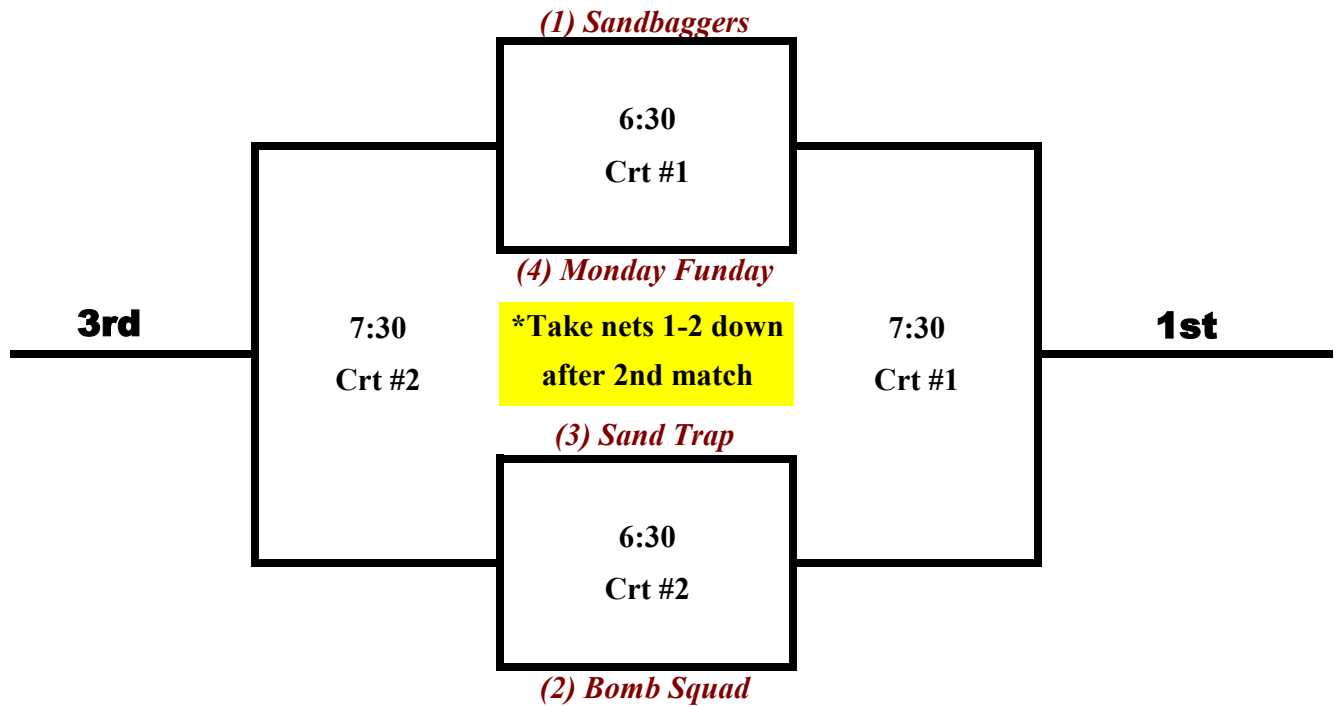 (1) Sandbaggers
6:30
Crt #1
(4) Monday Funday
3rd
7:30
Crt #2
*Take nets 1-2 down
after 2nd match
7:30
Crt #1
1st
(3) Sand Trap
6:30
Crt #2
(2) Bomb Squad